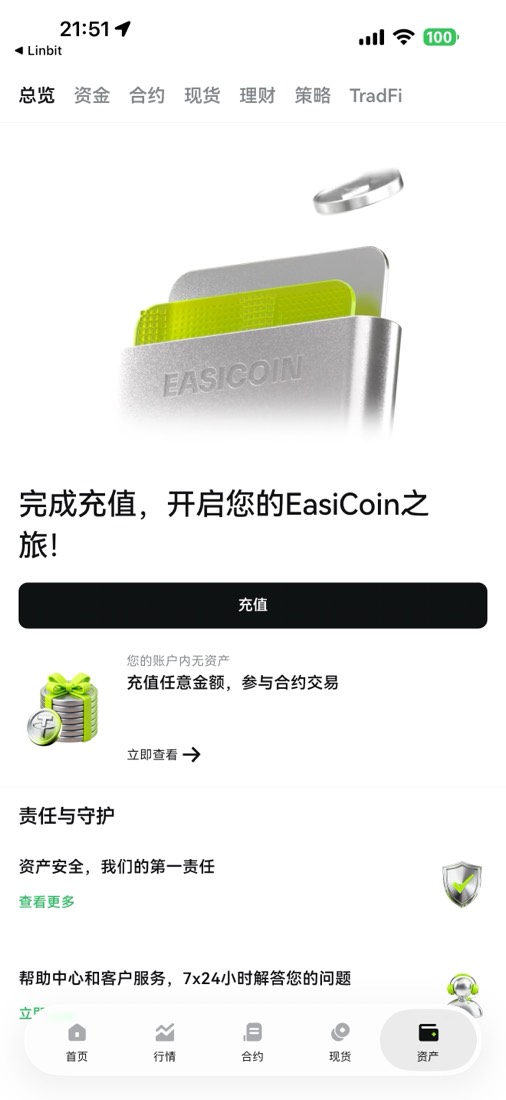 21:51
100
Linbit
总览 资金 合约 现货 理财 策略 TradFi
EASICOIN
完成充值，开启您的EasiCoin之
旅！
充值
您的账户内无资产
充值任意金额，参与合约交易
立即查看
责任与守护
资产安全，我们的第一责任
查看更多
帮助中心和客户服务，7x24小时解答您的问题
首页 行情 合约 现货 资产